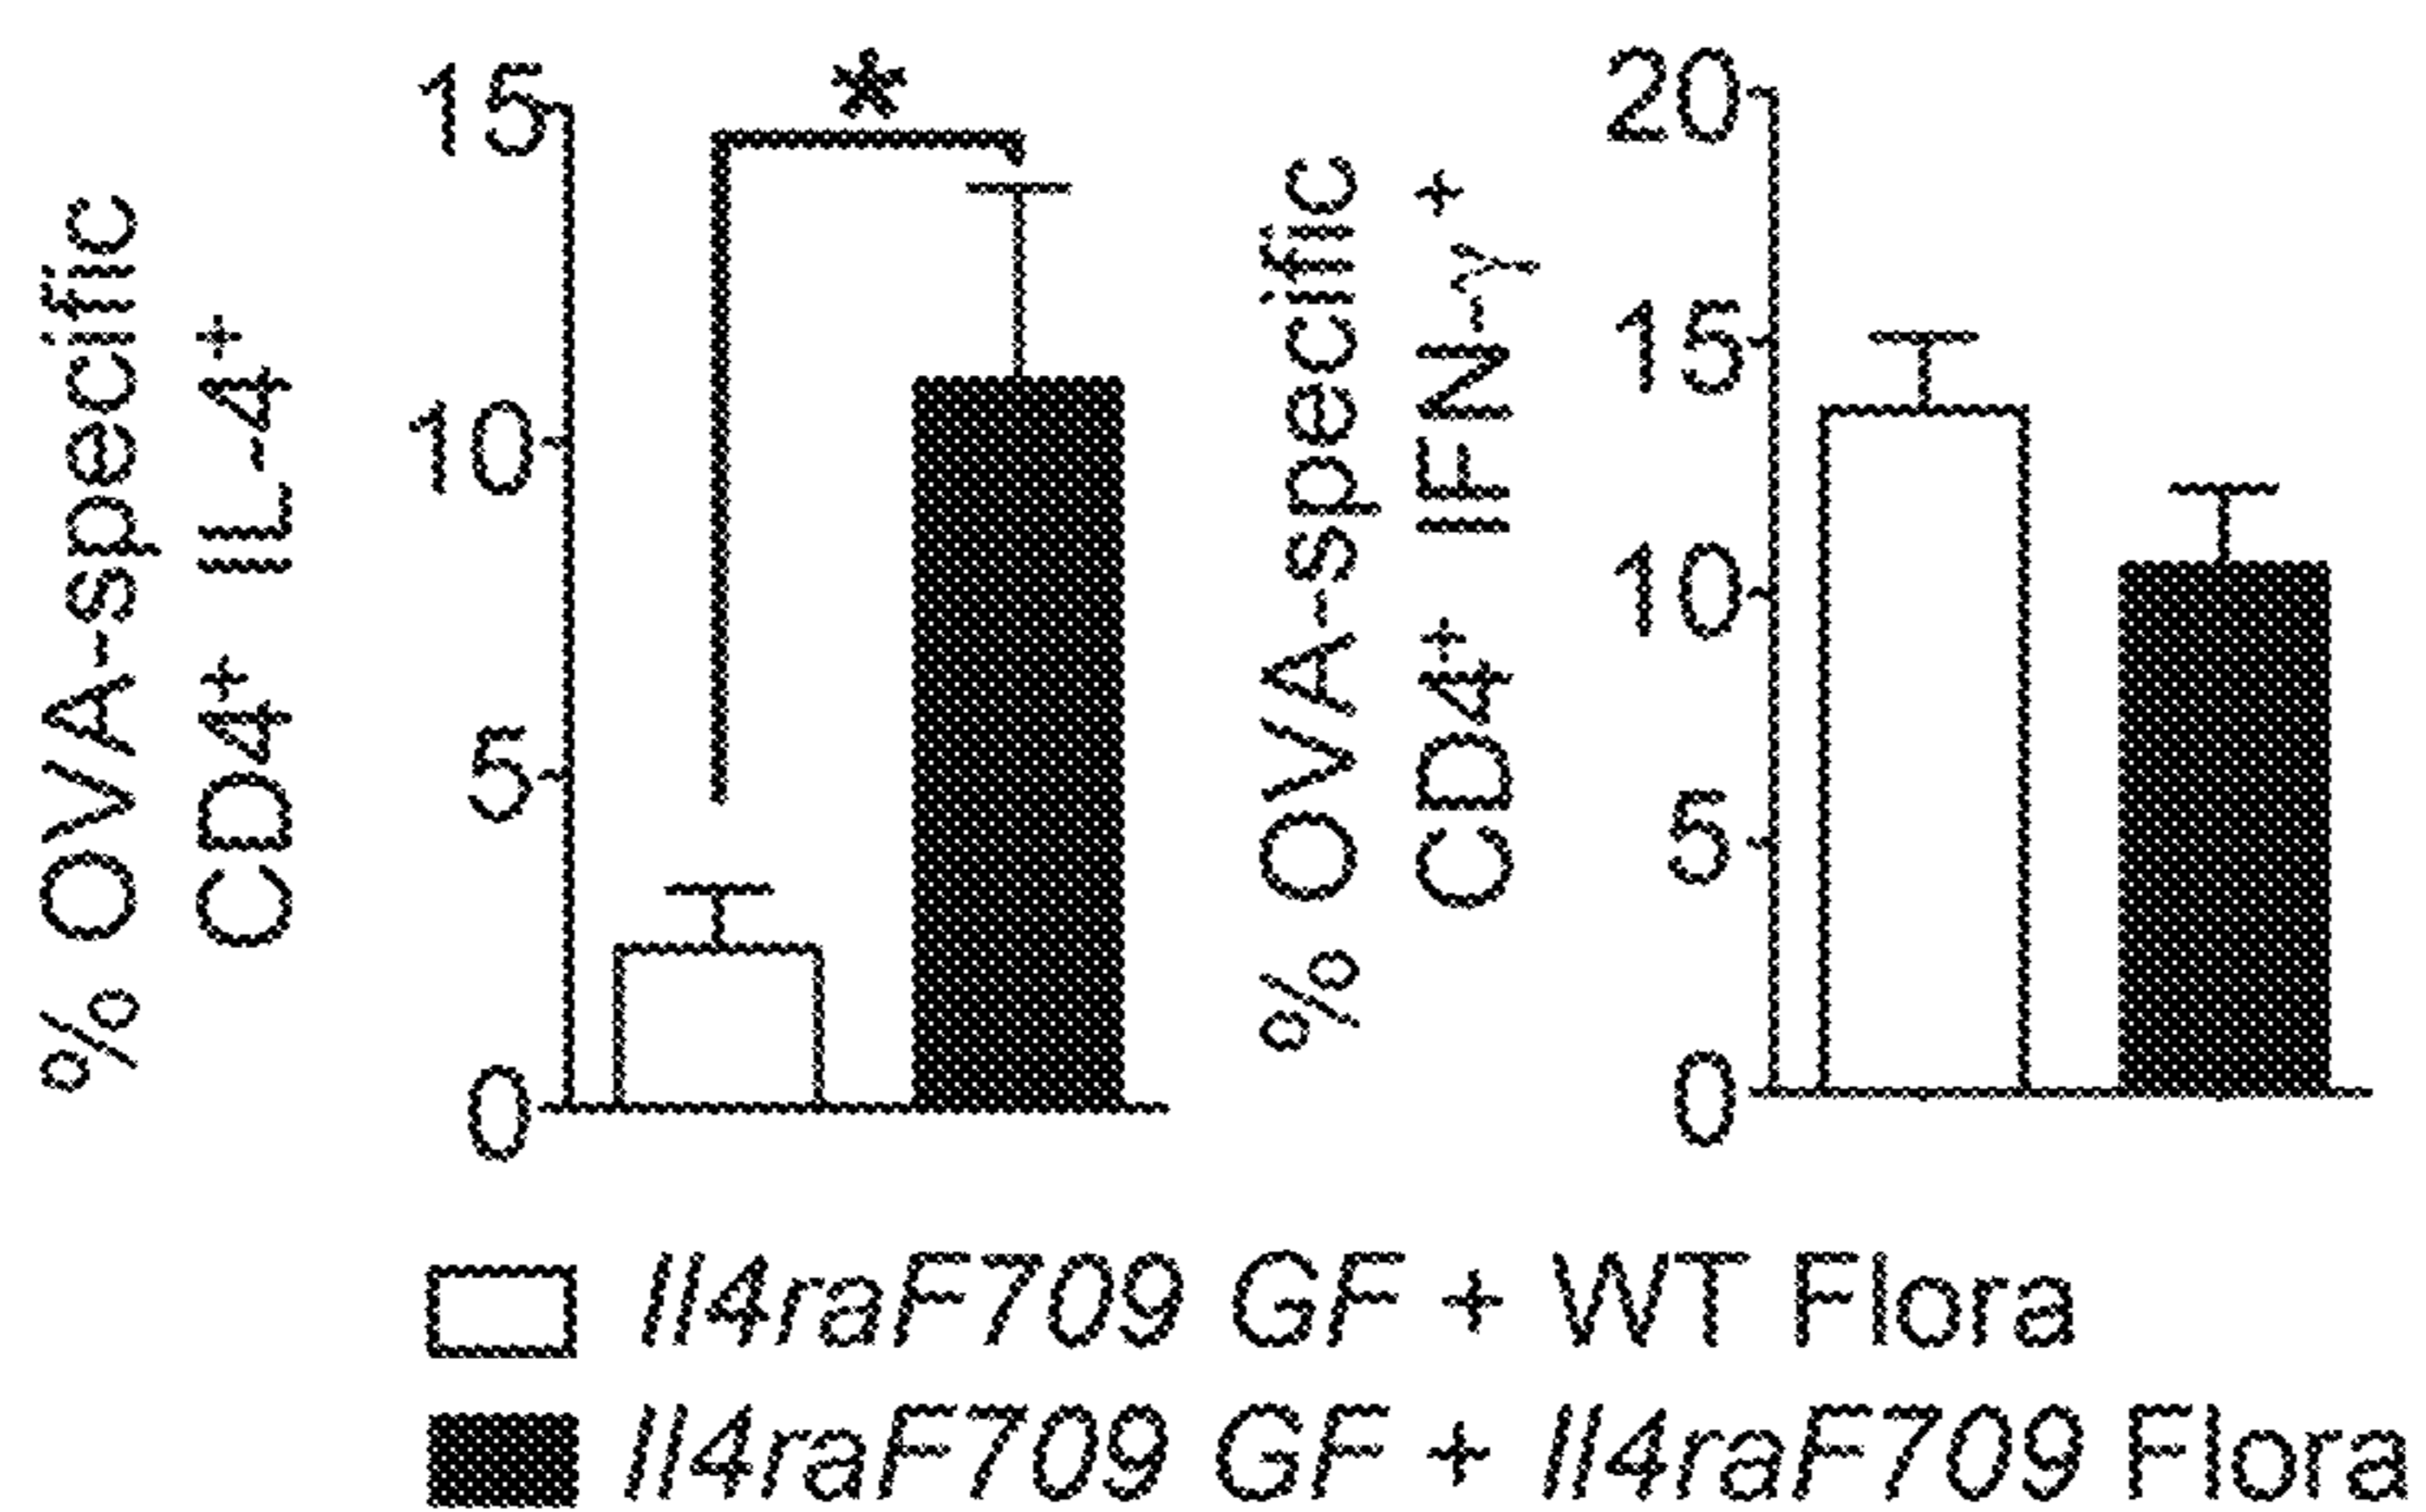 % OVA-specific
CD4⁺ IL-4⁺
15
10
5
0
*
% OVA-specific
CD4⁺ IFN-γ⁺
20
15
10
5
0
Il4raF709 GF + WT Flora
Il4raF709 GF + Il4raF709 Flora